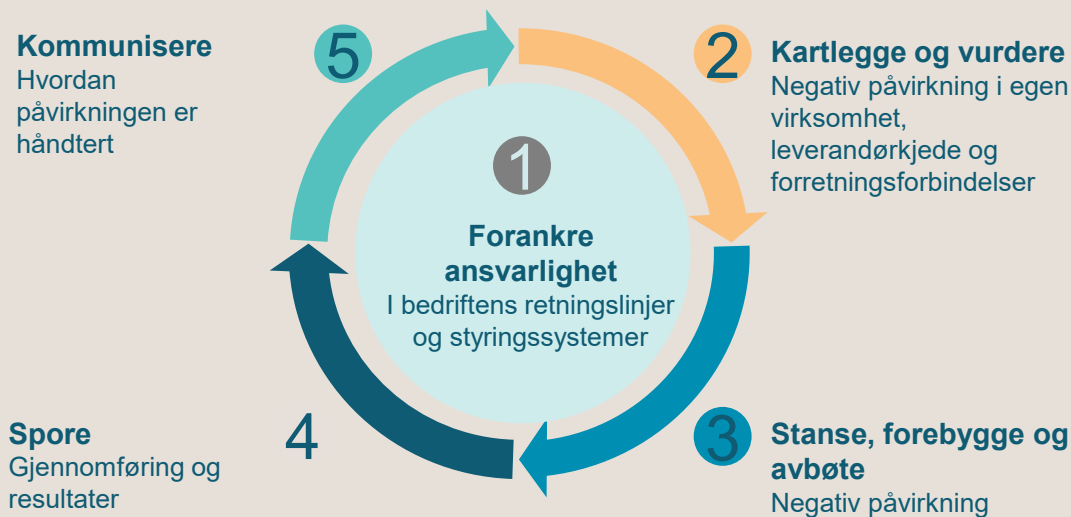 1
Forankre
ansvarlighet
I bedriftens retningslinjer
og styringssystemer
2
Kartlegge og vurdere
Negativ påvirkning i egen
virksomhet,
leverandørkjede og
forretningsforbindelser
3
Stanse, forebygge og
avbøte
Negativ påvirkning
4
Spore
Gjennomføring og
resultater
5
Kommunisere
Hvordan
påvirkningen er
håndtert